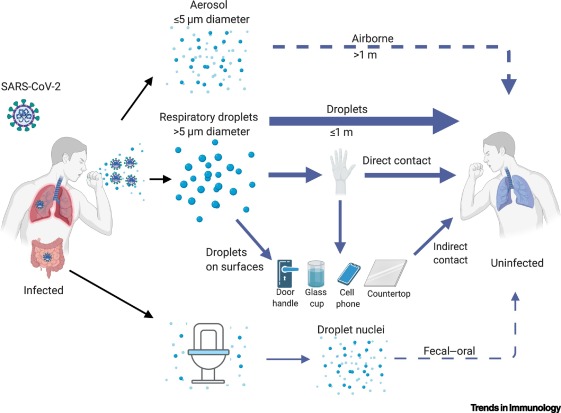 Aerosol
≤5 μm diameter
Airborne
>1 m
SARS-CoV-2
Respiratory droplets
>5 μm diameter
Droplets
≤1 m
Direct contact
Droplets
on surfaces
Indirect
contact
Door
handle
Glass
cup
Cell
phone
Countertop
Infected
Uninfected
Droplet nuclei
Fecal–oral
Trends in Immunology